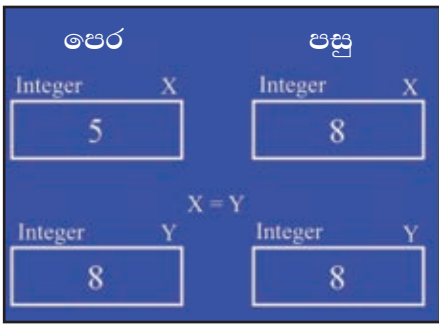 පෙර පසු
Integer X Integer X
5 8
X = Y
Integer Y Integer Y
8 8